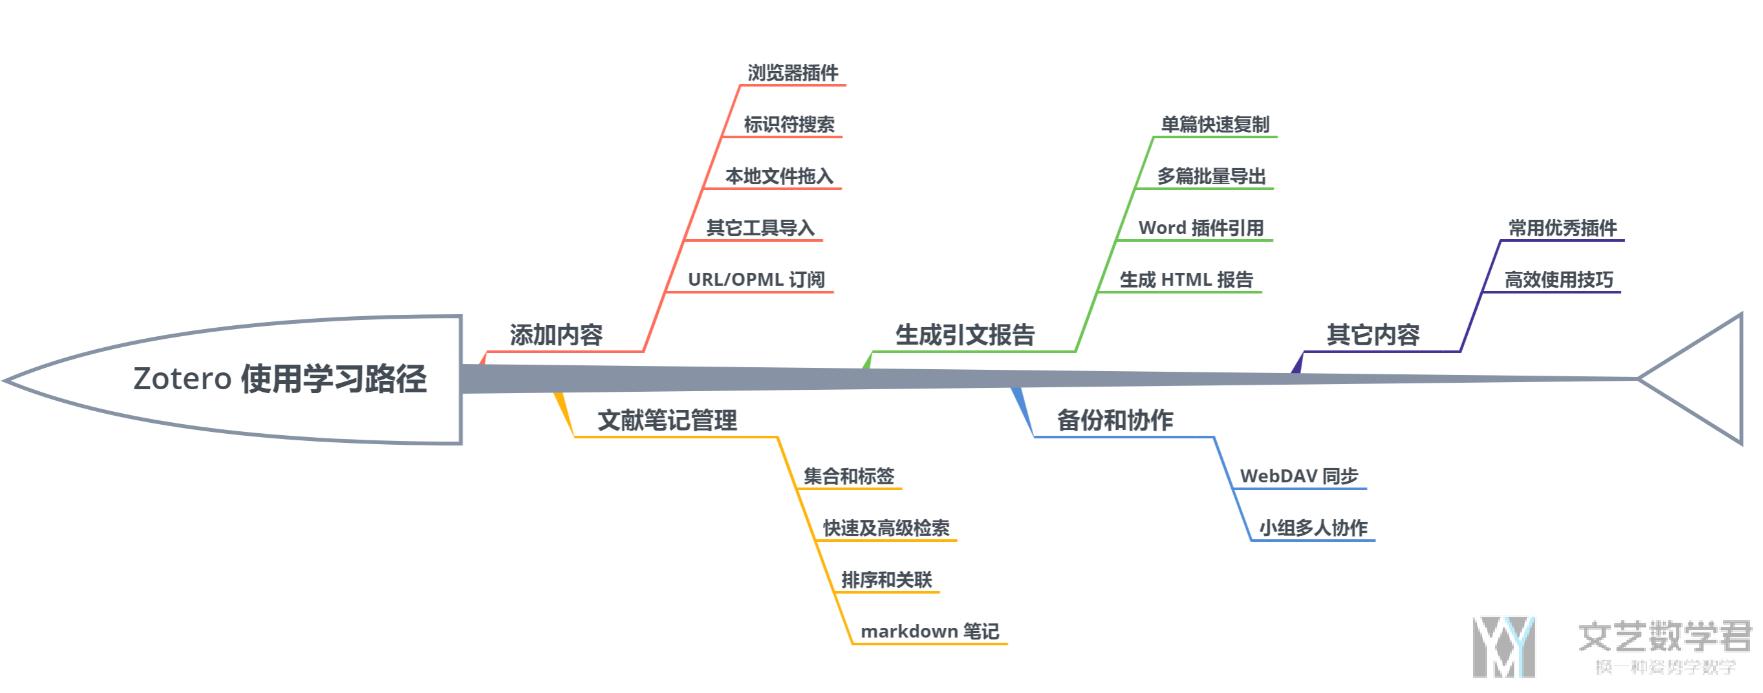 Zotero 使用学习路径
添加内容
浏览器插件
标识符搜索
本地文件拖入
其它工具导入
URL/OPML 订阅
文献笔记管理
集合和标签
快速及高级检索
排序和关联
markdown 笔记
生成引文报告
单篇快速复制
多篇批量导出
Word 插件引用
生成 HTML 报告
备份和协作
WebDAV 同步
小组多人协作
其它内容
常用优秀插件
高效使用技巧
文艺数学君
换一种姿势学数学